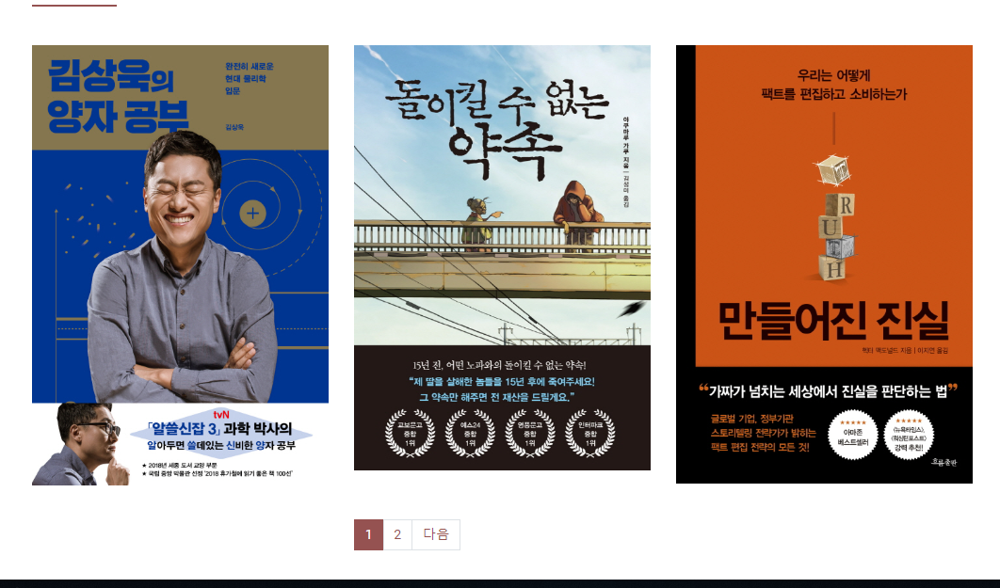 김상욱의
양자 공부
완전히 새로운
현대 물리학
입문
김상욱
tvN
「알쓸신잡 3」 과학 박사의
알아두면 쓸데있는 신비한 양자 공부
★ 2018년 세종 도서 교양 부문
★ 국립 중앙 도서관 선정 '2018 휴가철에 읽기 좋은 책 100선'
돌이킬 수 없는
약속
야쿠마루 가쿠 지음 | 김성미 옮김
15년 전, 어떤 노파와의 돌이킬 수 없는 약속!
“제 딸을 살해한 놈들을 15년 후에 죽여주세요!
그 약속만 해주면 전 재산을 드릴게요.”
교보문고
종합
1위
예스24
종합
1위
영풍문고
종합
1위
인터파크
종합
1위
우리는 어떻게
팩트를 편집하고 소비하는가
T
R
U
T
H
만들어진 진실
헥터 맥도널드 지음 | 이지연 옮김
“가짜가 넘치는 세상에서 진실을 판단하는 법”
글로벌 기업, 정부기관
스토리텔링 전략가가 밝히는
팩트 편집 전략의 모든 것!
★★★★★
아마존
베스트셀러
★★★★★
〈뉴욕타임스〉,
〈워싱턴포스트〉
강력 추천!
흐름출판
1 2 다음